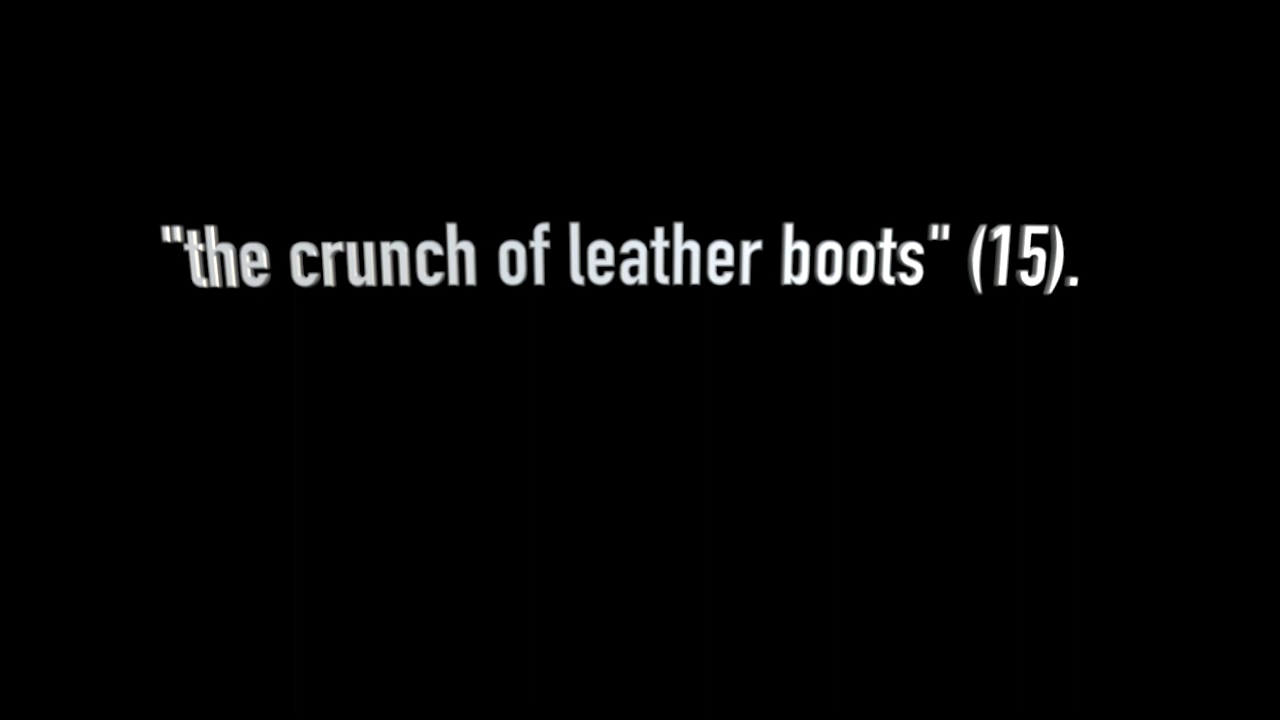 "the crunch of leather boots" (15).